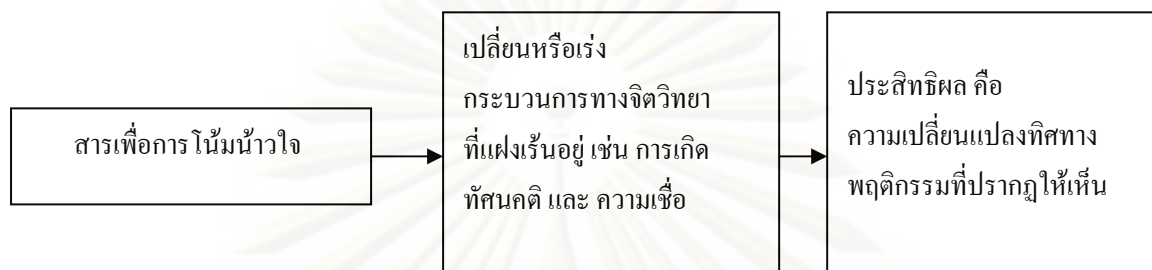 สารเพื่อการโน้มน้าวใจ
เปลี่ยนหรือเร่ง
กระบวนการทางจิตวิทยา
ที่แฝงเร้นอยู่ เช่น การเกิด
ทัศนคติ และ ความเชื่อ
ประสิทธิผล คือ
ความเปลี่ยนแปลงทิศทาง
พฤติกรรมที่ปรากฏให้เห็น